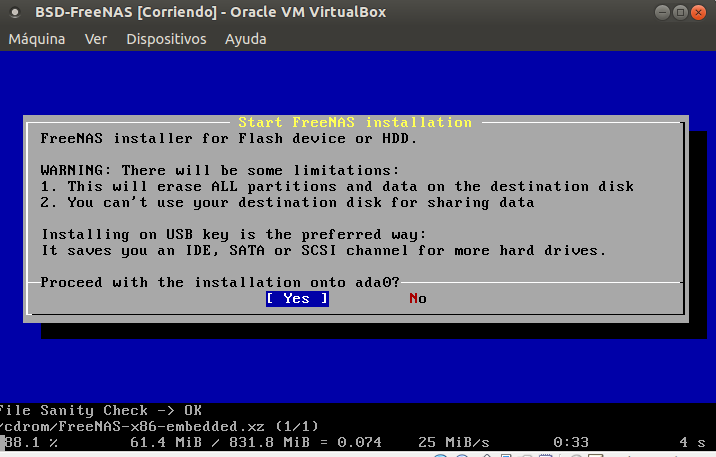 BSD-FreeNAS [Corriendo] - Oracle VM VirtualBox
Máquina Ver Dispositivos Ayuda
Start FreeNAS installation
FreeNAS installer for Flash device or HDD.
WARNING: There will be some limitations:
1. This will erase ALL partitions and data on the destination disk
2. You can't use your destination disk for sharing data
Installing on USB key is the preferred way:
It saves you an IDE, SATA or SCSI channel for more hard drives.
Proceed with the installation onto ada0?
[ Yes ] No
File Sanity Check -> OK
/cdrom/FreeNAS-x86-embedded.xz (1/1)
88.1 % 61.4 MiB / 831.8 MiB = 0.074 25 MiB/s 0:33 4 s